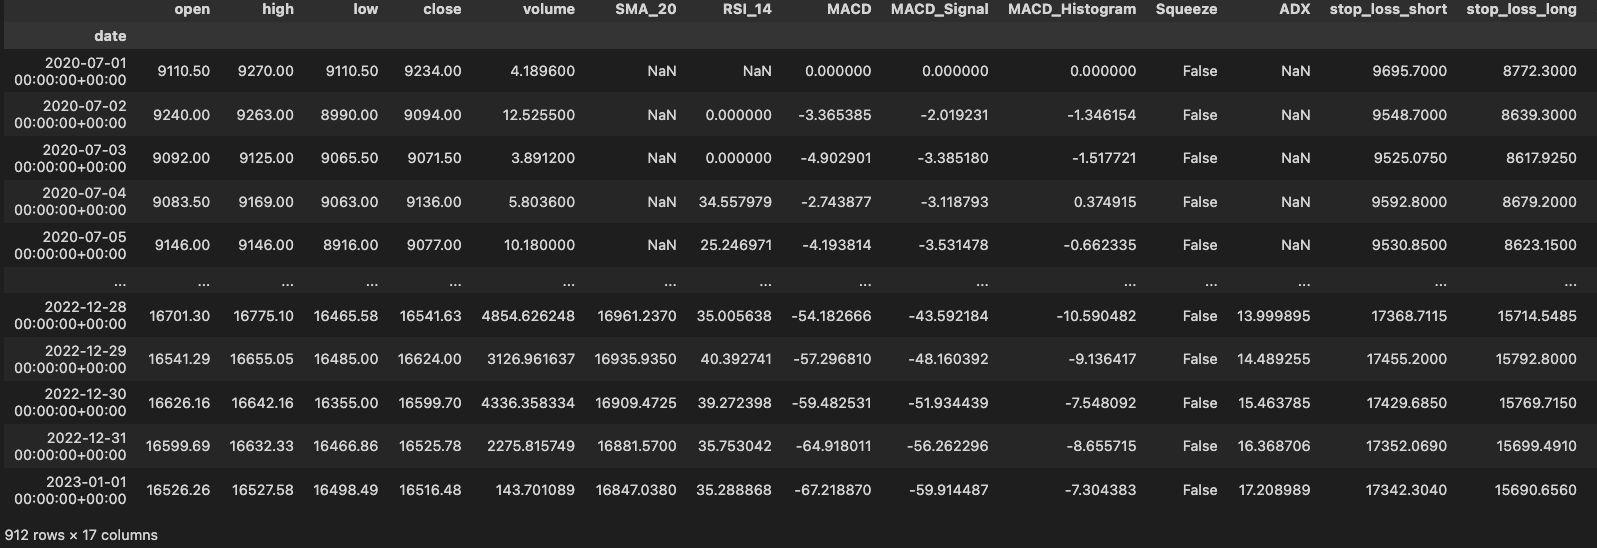 open high low close volume SMA_20 RSI_14 MACD MACD_Signal MACD_Histogram Squeeze ADX stop_loss_short stop_loss_long
date
2020-07-01
00:00:00+00:00 9110.50 9270.00 9110.50 9234.00 4.189600 NaN NaN 0.000000 0.000000 0.000000 False NaN 9695.7000 8772.3000
2020-07-02
00:00:00+00:00 9240.00 9263.00 8990.00 9094.00 12.525500 NaN 0.000000 -3.365385 -2.019231 -1.346154 False NaN 9548.7000 8639.3000
2020-07-03
00:00:00+00:00 9092.00 9125.00 9065.50 9071.50 3.891200 NaN 0.000000 -4.902901 -3.385180 -1.517721 False NaN 9525.0750 8617.9250
2020-07-04
00:00:00+00:00 9083.50 9169.00 9063.00 9136.00 5.803600 NaN 34.557979 -2.743877 -3.118793 0.374915 False NaN 9592.8000 8679.2000
2020-07-05
00:00:00+00:00 9146.00 9146.00 8916.00 9077.00 10.180000 NaN 25.246971 -4.193814 -3.531478 -0.662335 False NaN 9530.8500 8623.1500
... ... ... ... ... ... ... ... ... ... ... ... ... ... ...
2022-12-28
00:00:00+00:00 16701.30 16775.10 16465.58 16541.63 4854.626248 16961.2370 35.005638 -54.182666 -43.592184 -10.590482 False 13.999895 17368.7115 15714.5485
2022-12-29
00:00:00+00:00 16541.29 16655.05 16485.00 16624.00 3126.961637 16935.9350 40.392741 -57.296810 -48.160392 -9.136417 False 14.489255 17455.2000 15792.8000
2022-12-30
00:00:00+00:00 16626.16 16642.16 16355.00 16599.70 4336.358334 16909.4725 39.272398 -59.482531 -51.934439 -7.548092 False 15.463785 17429.6850 15769.7150
2022-12-31
00:00:00+00:00 16599.69 16632.33 16466.86 16525.78 2275.815749 16881.5700 35.753042 -64.918011 -56.262296 -8.655715 False 16.368706 17352.0690 15699.4910
2023-01-01
00:00:00+00:00 16526.26 16527.58 16498.49 16516.48 143.701089 16847.0380 35.288868 -67.218870 -59.914487 -7.304383 False 17.208989 17342.3040 15690.6560
912 rows × 17 columns